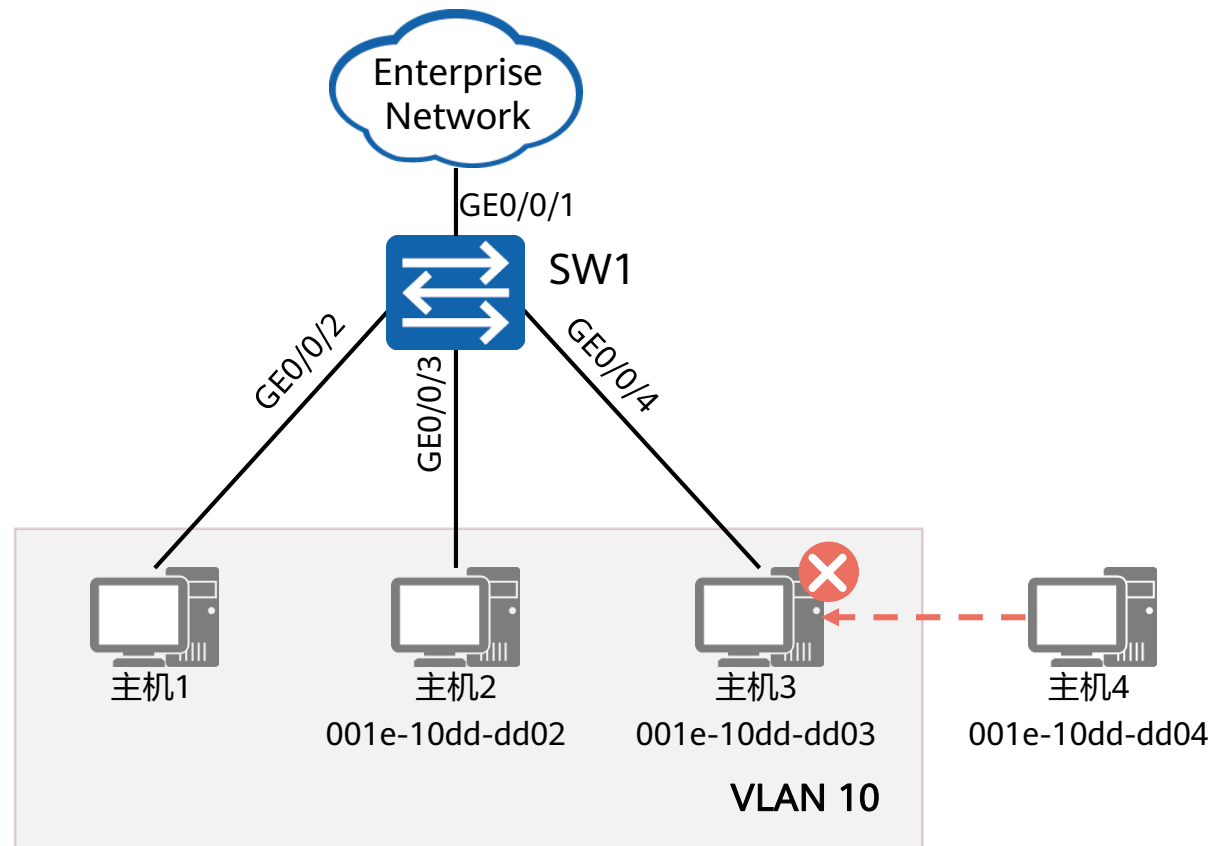 Enterprise
Network
GE0/0/1
SW1
GE0/0/2
GE0/0/3
GE0/0/4
主机1
主机2
主机3
主机4
001e-10dd-dd02
001e-10dd-dd03
001e-10dd-dd04
VLAN 10